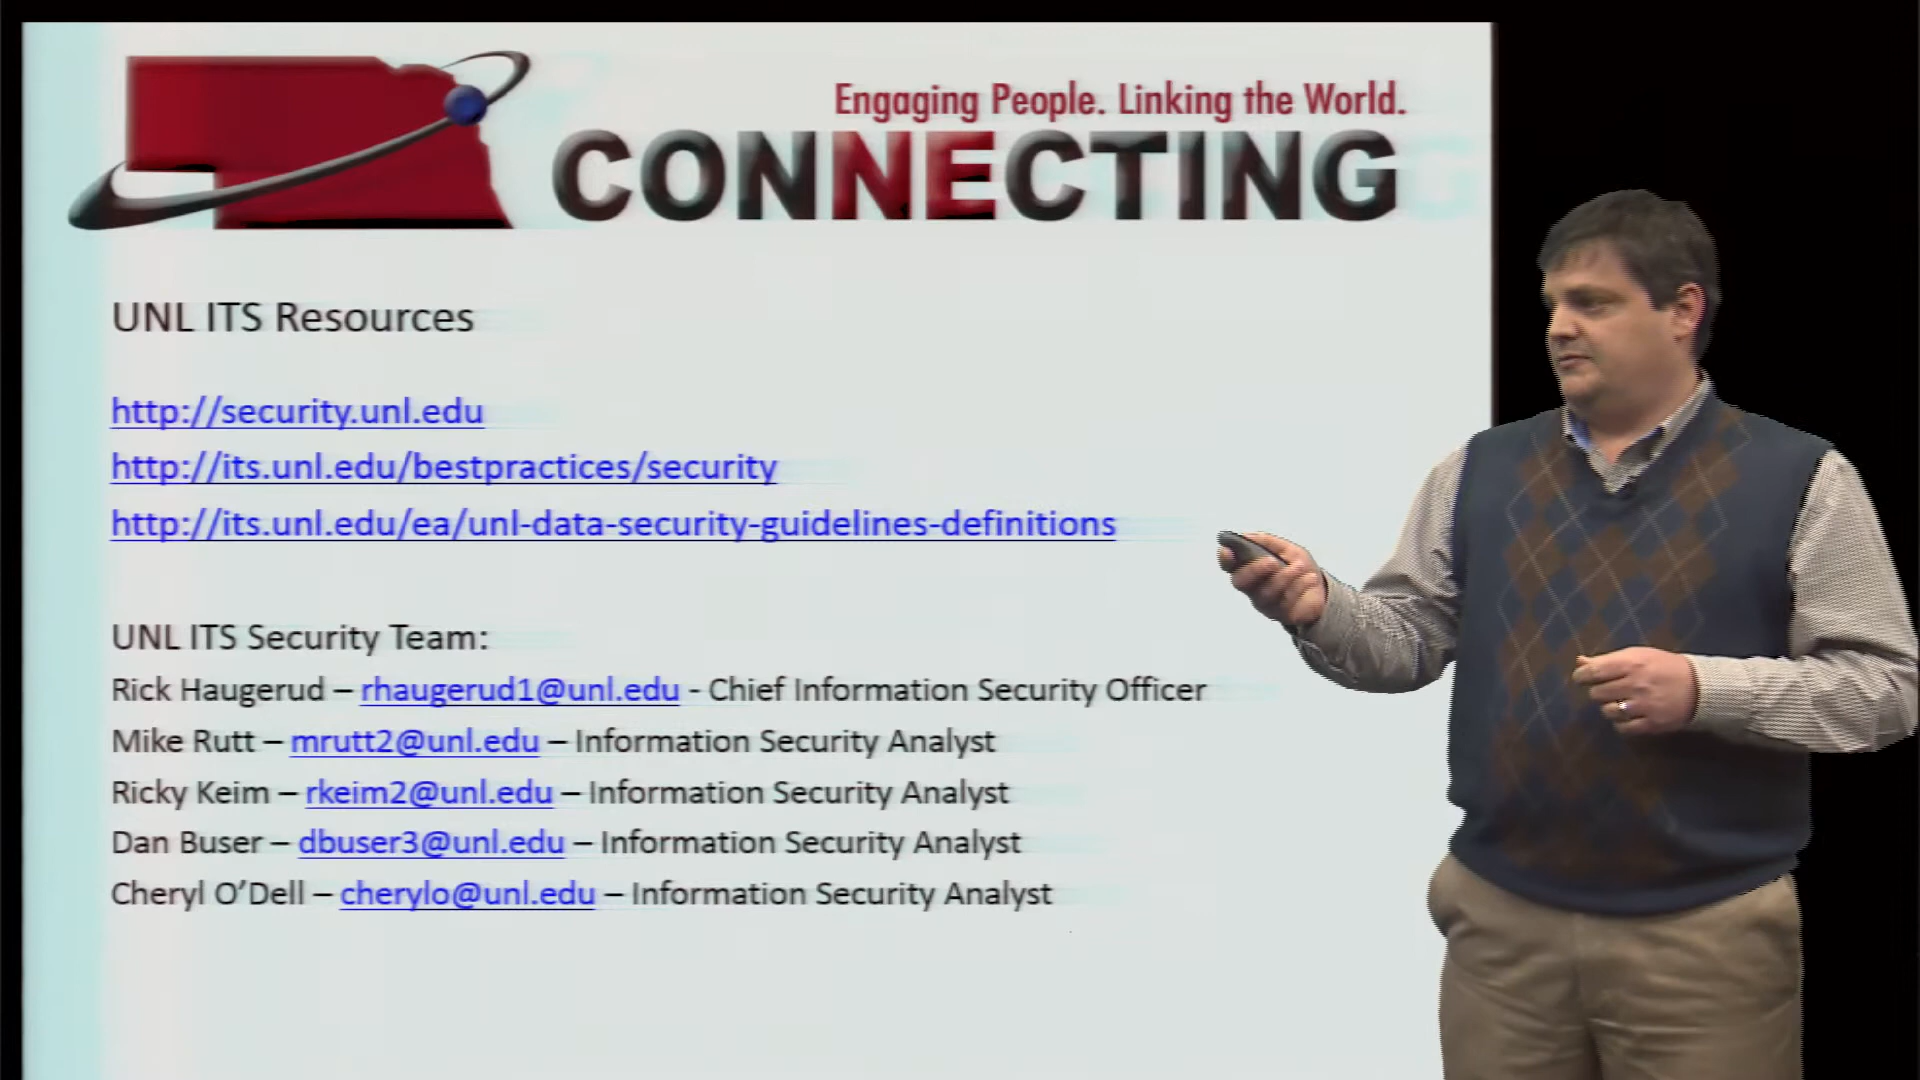 Engaging People. Linking the World.
CONNECTING
UNL ITS Resources
http://security.unl.edu
http://its.unl.edu/bestpractices/security
http://its.unl.edu/ea/unl-data-security-guidelines-definitions
UNL ITS Security Team:
Rick Haugerud – rhaugerud1@unl.edu - Chief Information Security Officer
Mike Rutt – mrutt2@unl.edu – Information Security Analyst
Ricky Keim – rkeim2@unl.edu – Information Security Analyst
Dan Buser – dbuser3@unl.edu – Information Security Analyst
Cheryl O’Dell – cherylo@unl.edu – Information Security Analyst